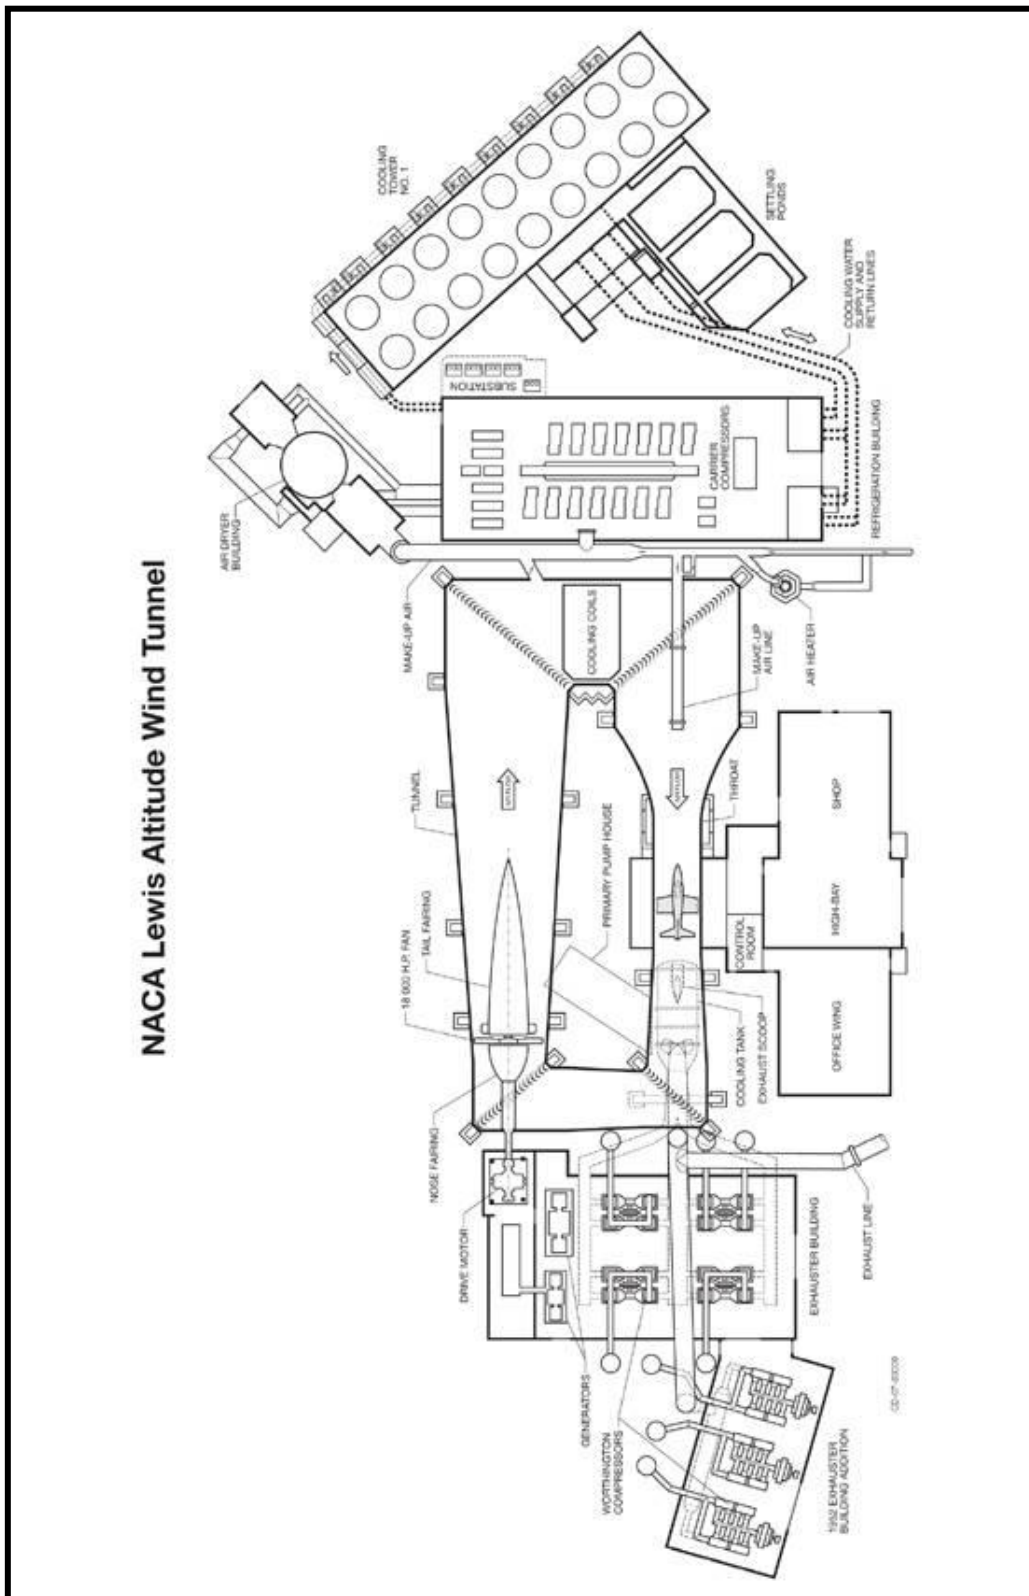 NACA Lewis Altitude Wind Tunnel
COOLING
TOWER
NO. 1
SETTLING
PONDS
COOLING WATER
SUPPLY AND
RETURN LINES
SUBSTATION
AIR DRYER
BUILDING
CARRIER
COMPRESSORS
REFRIGERATION BUILDING
MAKE-UP AIR
COOLING COILS
MAKE-UP
AIR LINE
AIR HEATER
TUNNEL
AIRFLOW
AIRFLOW
THROAT
SHOP
PRIMARY PUMP HOUSE
TAIL FAIRING
18 000 H.P. FAN
HIGH-BAY
CONTROL
ROOM
OFFICE WING
EXHAUST SCOOP
COOLING TANK
NOSE FAIRING
DRIVE MOTOR
EXHAUST LINE
EXHAUSTER BUILDING
GENERATORS
WORTHINGTON
COMPRESSORS
1952 EXHAUSTER
BUILDING ADDITION